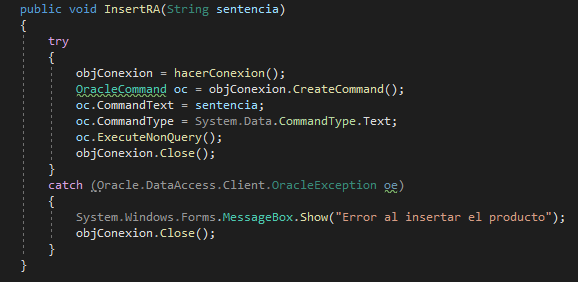 public void InsertRA(String sentencia)
{
try
{
objConexion = hacerConexion();
OracleCommand oc = objConexion.CreateCommand();
oc.CommandText = sentencia;
oc.CommandType = System.Data.CommandType.Text;
oc.ExecuteNonQuery();
objConexion.Close();
}
catch (Oracle.DataAccess.Client.OracleException oe)
{
System.Windows.Forms.MessageBox.Show("Error al insertar el producto");
objConexion.Close();
}
}